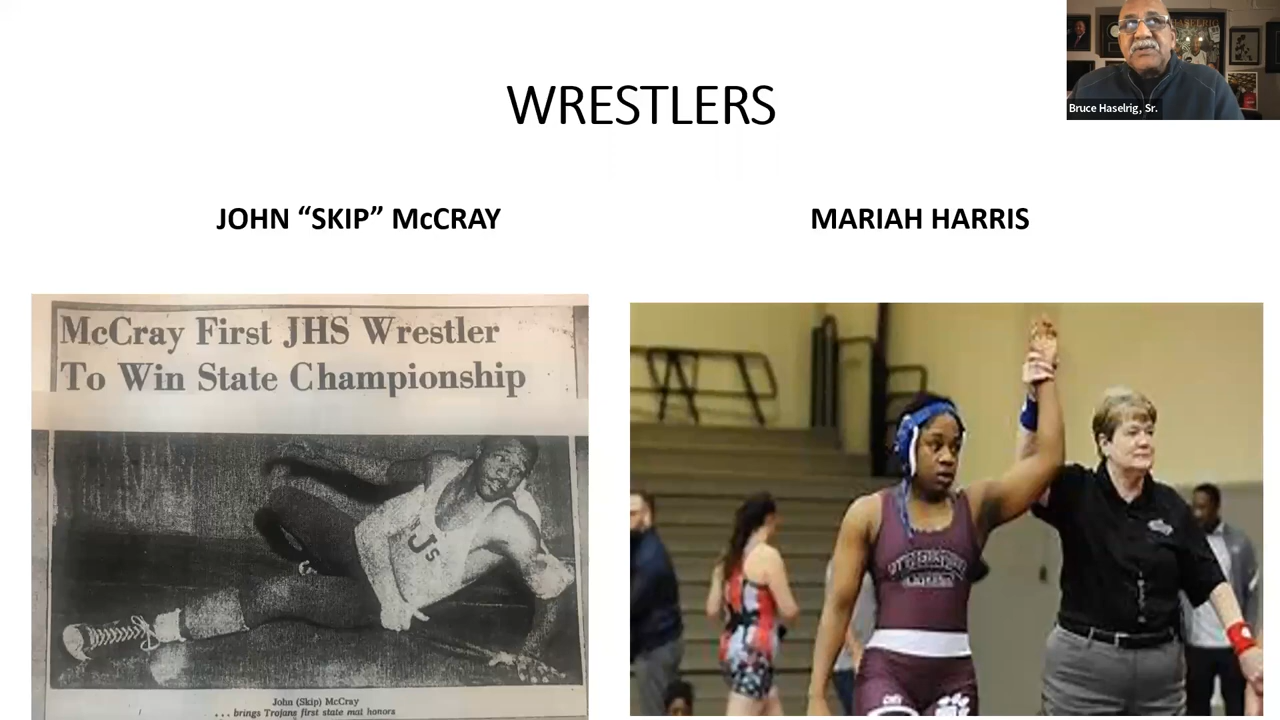 Bruce Haselrig, Sr.
WRESTLERS
JOHN “SKIP” McCRAY
MARIAH HARRIS
McCray First JHS Wrestler
To Win State Championship
John (Skip) McCray
. . . brings Trojans first state mat honors